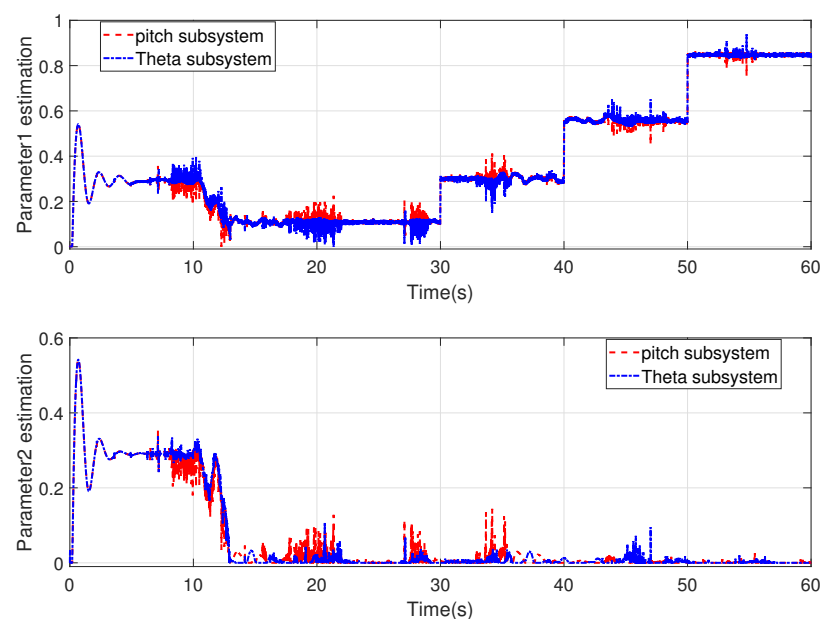 1
0.8
0.6
0.4
0.2
0
Parameter1 estimation
pitch subsystem
Theta subsystem
0 10 20 30 40 50 60
Time(s)
0.6
0.4
0.2
0
Parameter2 estimation
pitch subsystem
Theta subsystem
0 10 20 30 40 50 60
Time(s)